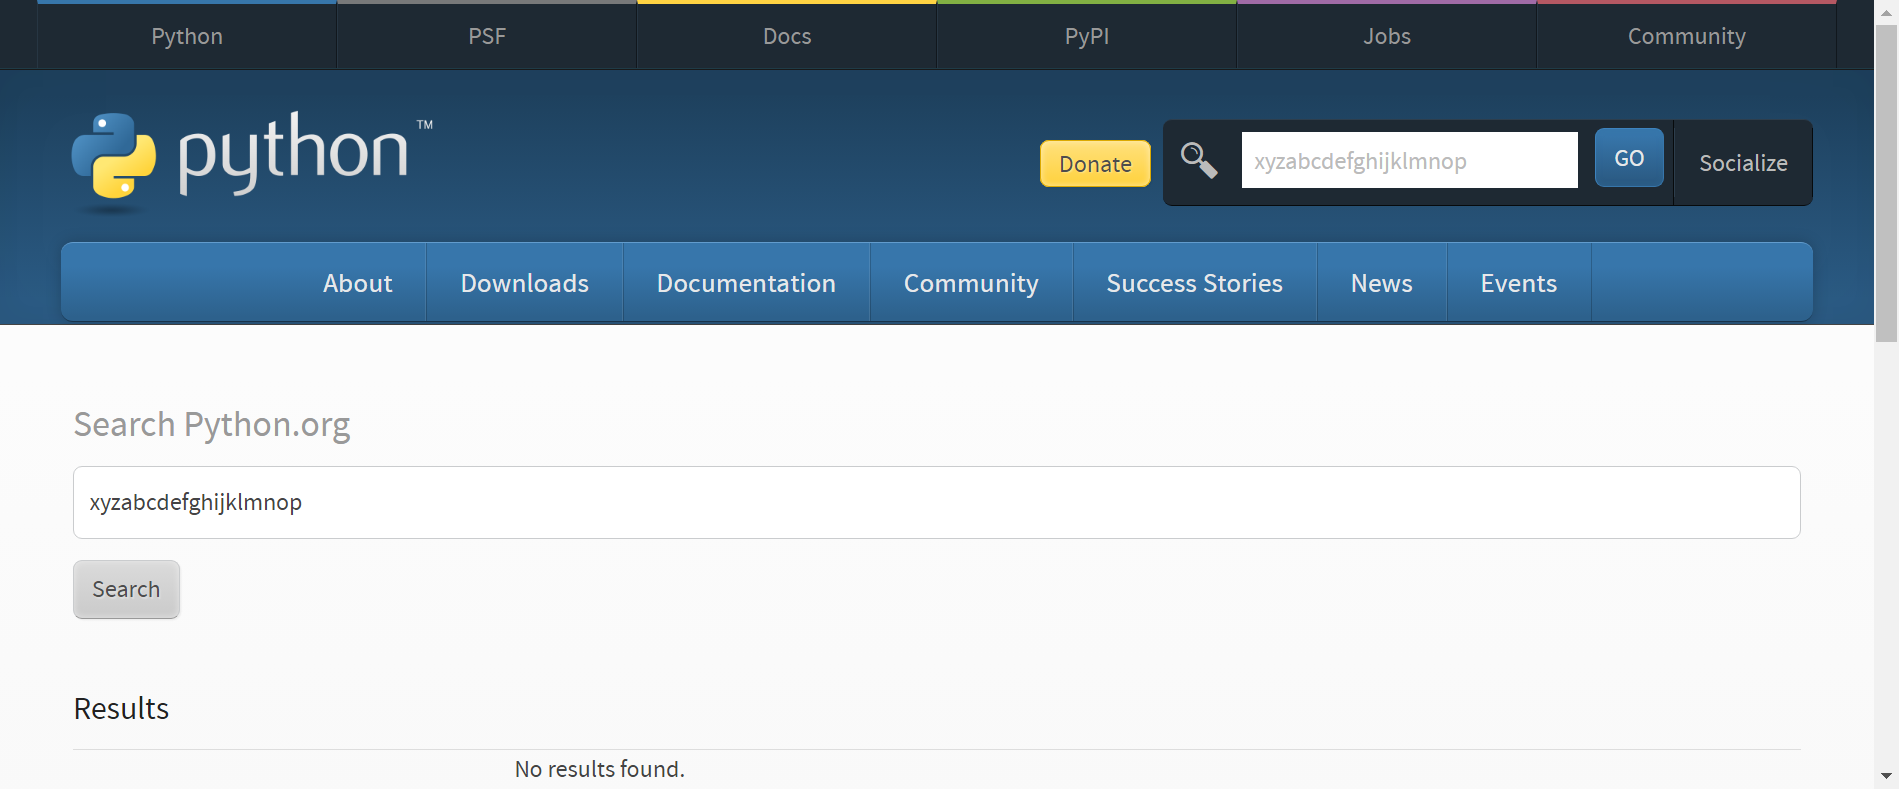 Python PSF Docs PyPI Jobs Community
python™
Donate xyzabcdefghijklmnop GO Socialize
About Downloads Documentation Community Success Stories News Events
Search Python.org
xyzabcdefghijklmnop
Search
Results
No results found.